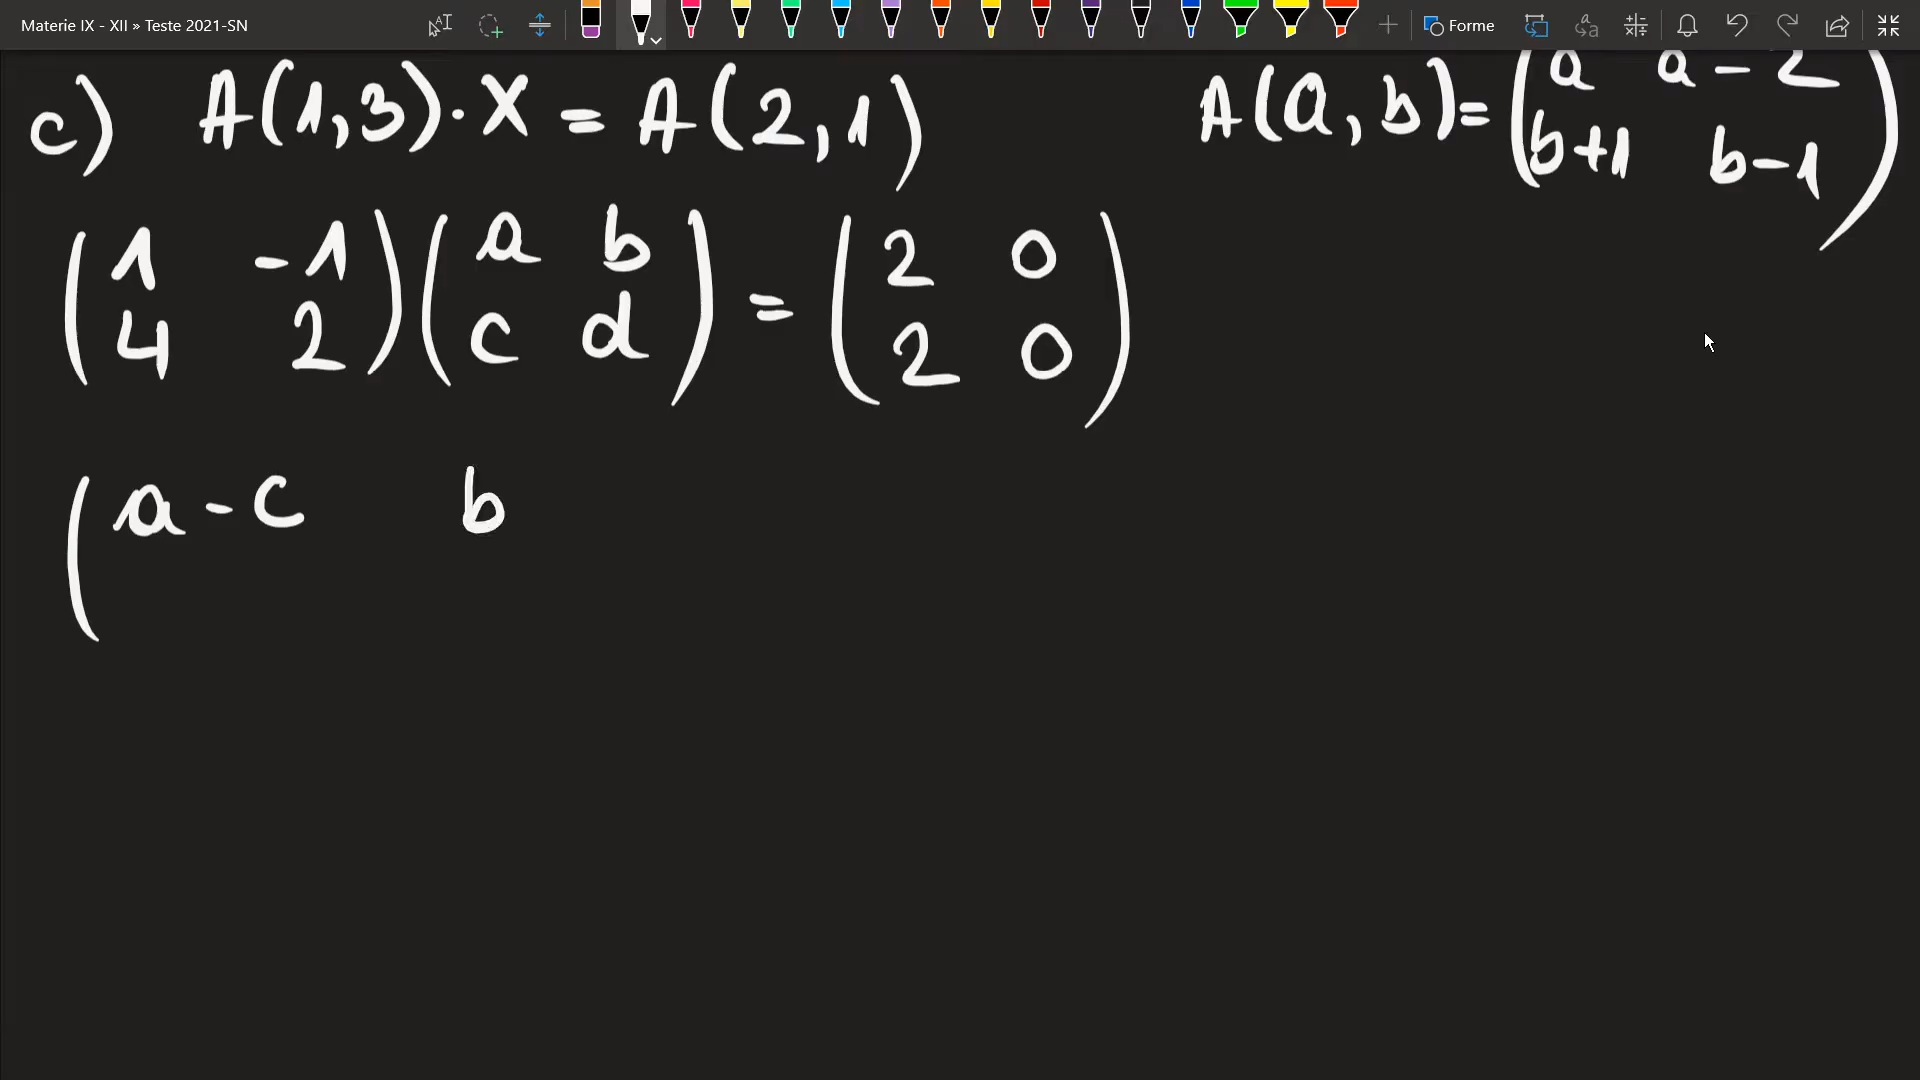 Materie IX - XII » Teste 2021-SN Forme
c) A(1,3)·X = A(2,1) A(a,b)= (a a-2
b+1 b-1)
(1 -1 (a b = (2 0
4 2) c d) 2 0)
(a-c b